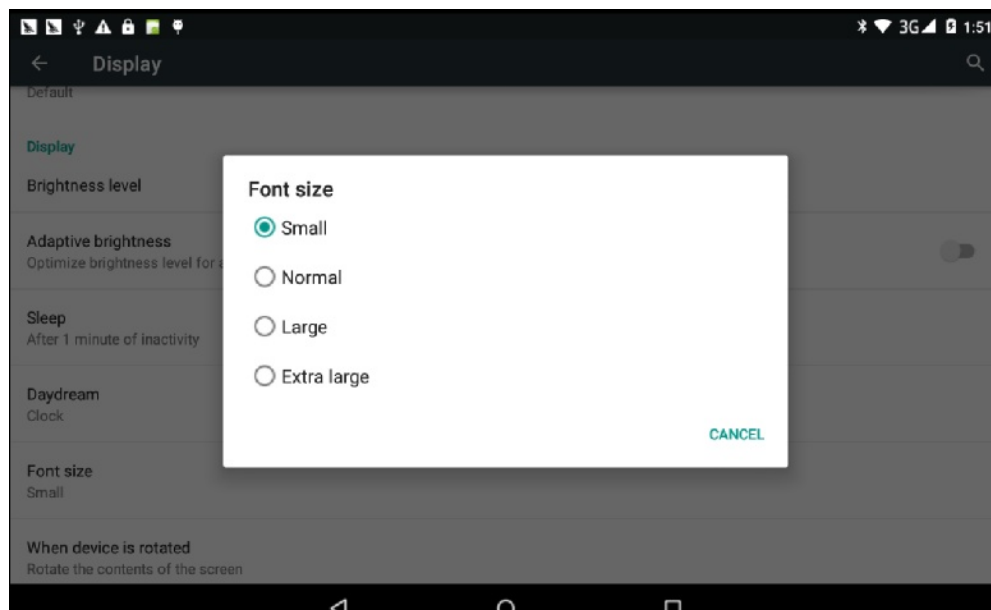 3G 1:51
Display
Default
Display
Brightness level
Adaptive brightness
Optimize brightness level for
Sleep
After 1 minute of inactivity
Daydream
Clock
Font size
Small
When device is rotated
Rotate the contents of the screen
Font size
Small
Normal
Large
Extra large
CANCEL